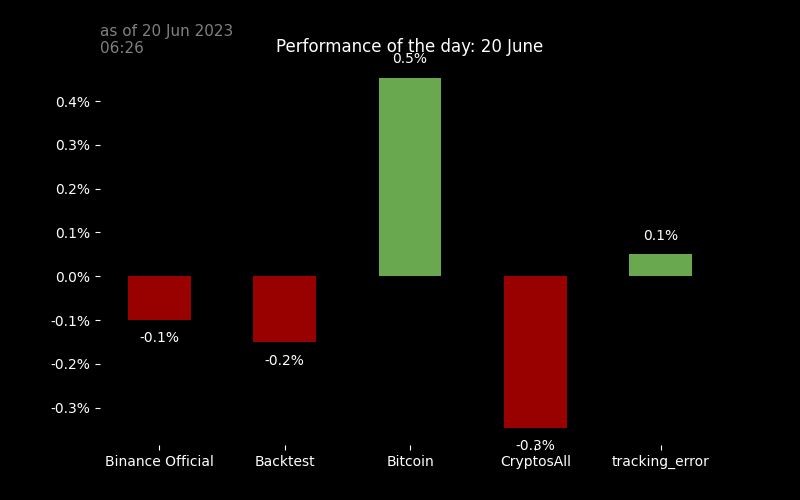 as of 20 Jun 2023
06:26
Performance of the day: 20 June
0.5%
0.4%
0.3%
0.2%
0.1%
0.1%
0.0%
-0.1%
-0.1%
-0.2%
-0.2%
-0.3%
-0.3%
Binance Official
Backtest
Bitcoin
CryptosAll
tracking_error